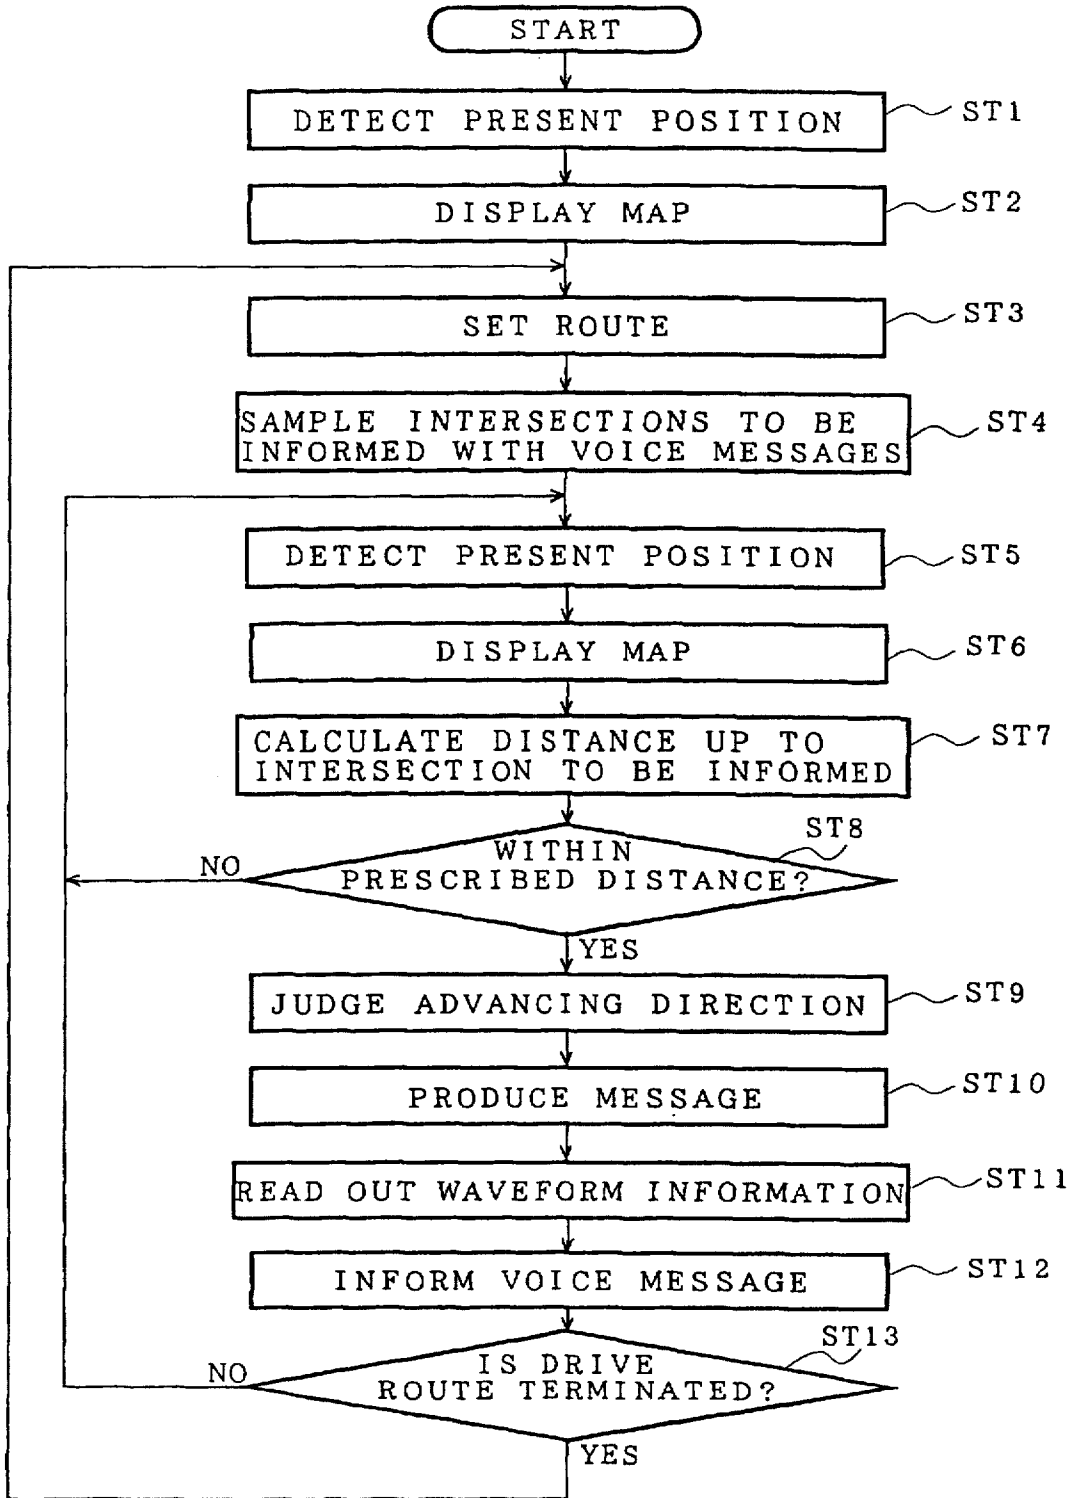 START
DETECT PRESENT POSITION
ST1
DISPLAY MAP
ST2
SET ROUTE
ST3
SAMPLE INTERSECTIONS TO BE
INFORMED WITH VOICE MESSAGES
ST4
DETECT PRESENT POSITION
ST5
DISPLAY MAP
ST6
CALCULATE DISTANCE UP TO
INTERSECTION TO BE INFORMED
ST7
WITHIN
PRESCRIBED DISTANCE?
ST8
NO
YES
JUDGE ADVANCING DIRECTION
ST9
PRODUCE MESSAGE
ST10
READ OUT WAVEFORM INFORMATION
ST11
INFORM VOICE MESSAGE
ST12
IS DRIVE
ROUTE TERMINATED?
ST13
NO
YES